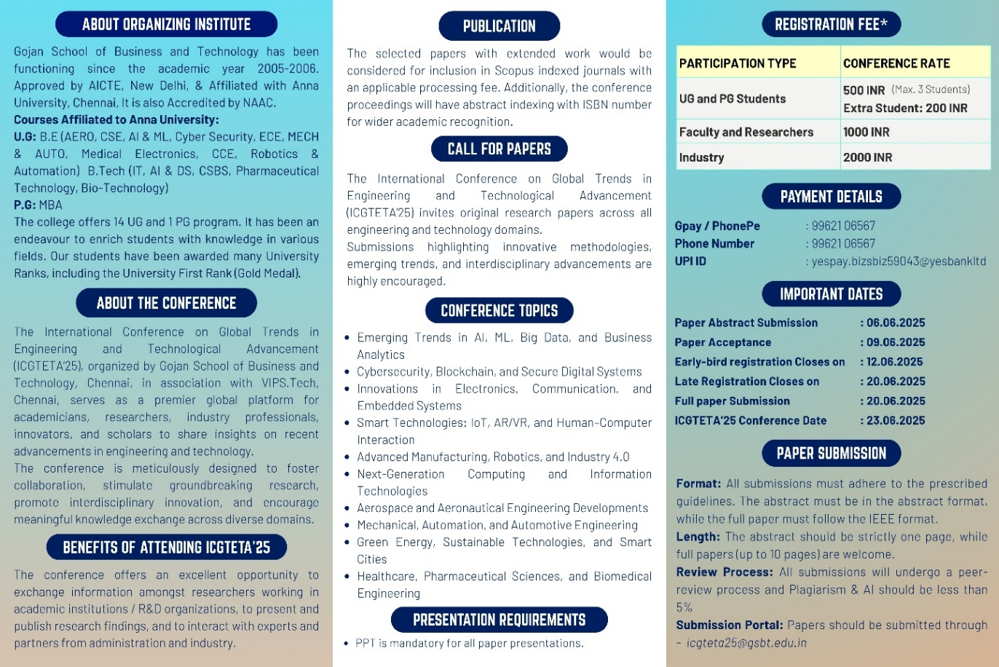 ABOUT ORGANIZING INSTITUTE
Gojan School of Business and Technology has been
functioning since the academic year 2005-2006.
Approved by AICTE, New Delhi, & Affiliated with Anna
University, Chennai, It is also Accredited by NAAC.
Courses Affiliated to Anna University:
U.G: B.E (AERO, CSE, AI & ML, Cyber Security, ECE, MECH
& AUTO, Medical Electronics, CCE, Robotics &
Automation) B.Tech (IT, AI & DS, CSBS, Pharmaceutical
Technology, Bio-Technology)
P.G: MBA
The college offers 14 UG and 1 PG program. It has been an
endeavour to enrich students with knowledge in various
fields. Our students have been awarded many University
Ranks, including the University First Rank (Gold Medal).
ABOUT THE CONFERENCE
The International Conference on Global Trends in
Engineering and Technological Advancement
(ICGTETA'25), organized by Gojan School of Business and
Technology, Chennai, in association with VIPS.Tech,
Chennai, serves as a premier global platform for
academicians, researchers, industry professionals,
innovators, and scholars to share insights on recent
advancements in engineering and technology.
The conference is meticulously designed to foster
collaboration, stimulate groundbreaking research,
promote interdisciplinary innovation, and encourage
meaningful knowledge exchange across diverse domains.
BENEFITS OF ATTENDING ICGTETA'25
The conference offers an excellent opportunity to
exchange information amongst researchers working in
academic institutions / R&D organizations, to present and
publish research findings, and to interact with experts and
partners from administration and industry.
PUBLICATION
The selected papers with extended work would be
considered for inclusion in Scopus indexed journals with
an applicable processing fee. Additionally, the conference
proceedings will have abstract indexing with ISBN number
for wider academic recognition.
CALL FOR PAPERS
The International Conference on Global Trends in
Engineering and Technological Advancement
(ICGTETA'25) invites original research papers across all
engineering and technology domains.
Submissions highlighting innovative methodologies,
emerging trends, and interdisciplinary advancements are
highly encouraged.
CONFERENCE TOPICS
• Emerging Trends in AI, ML, Big Data, and Business
Analytics
• Cybersecurity, Blockchain, and Secure Digital Systems
• Innovations in Electronics, Communication, and
Embedded Systems
• Smart Technologies: IoT, AR/VR, and Human-Computer
Interaction
• Advanced Manufacturing, Robotics, and Industry 4.0
• Next-Generation Computing and Information
Technologies
• Aerospace and Aeronautical Engineering Developments
• Mechanical, Automation, and Automotive Engineering
• Green Energy, Sustainable Technologies, and Smart
Cities
• Healthcare, Pharmaceutical Sciences, and Biomedical
Engineering
PRESENTATION REQUIREMENTS
• PPT is mandatory for all paper presentations.
REGISTRATION FEE*
PARTICIPATION TYPE CONFERENCE RATE
UG and PG Students 500 INR (Max. 3 Students)
Extra Student: 200 INR
Faculty and Researchers 1000 INR
Industry 2000 INR
PAYMENT DETAILS
Gpay / PhonePe : 99621 06567
Phone Number : 99621 06567
UPI ID : yespay.bizsbiz59043@yesbankltd
IMPORTANT DATES
Paper Abstract Submission : 06.06.2025
Paper Acceptance : 09.06.2025
Early-bird registration Closes on : 12.06.2025
Late Registration Closes on : 20.06.2025
Full paper Submission : 20.06.2025
ICGTETA'25 Conference Date : 23.06.2025
PAPER SUBMISSION
Format: All submissions must adhere to the prescribed
guidelines. The abstract must be in the abstract format,
while the full paper must follow the IEEE format.
Length: The abstract should be strictly one page, while
full papers (up to 10 pages) are welcome.
Review Process: All submissions will undergo a peer-
review process and Plagiarism & AI should be less than
5%
Submission Portal: Papers should be submitted through
- icgteta25@gsbt.edu.in